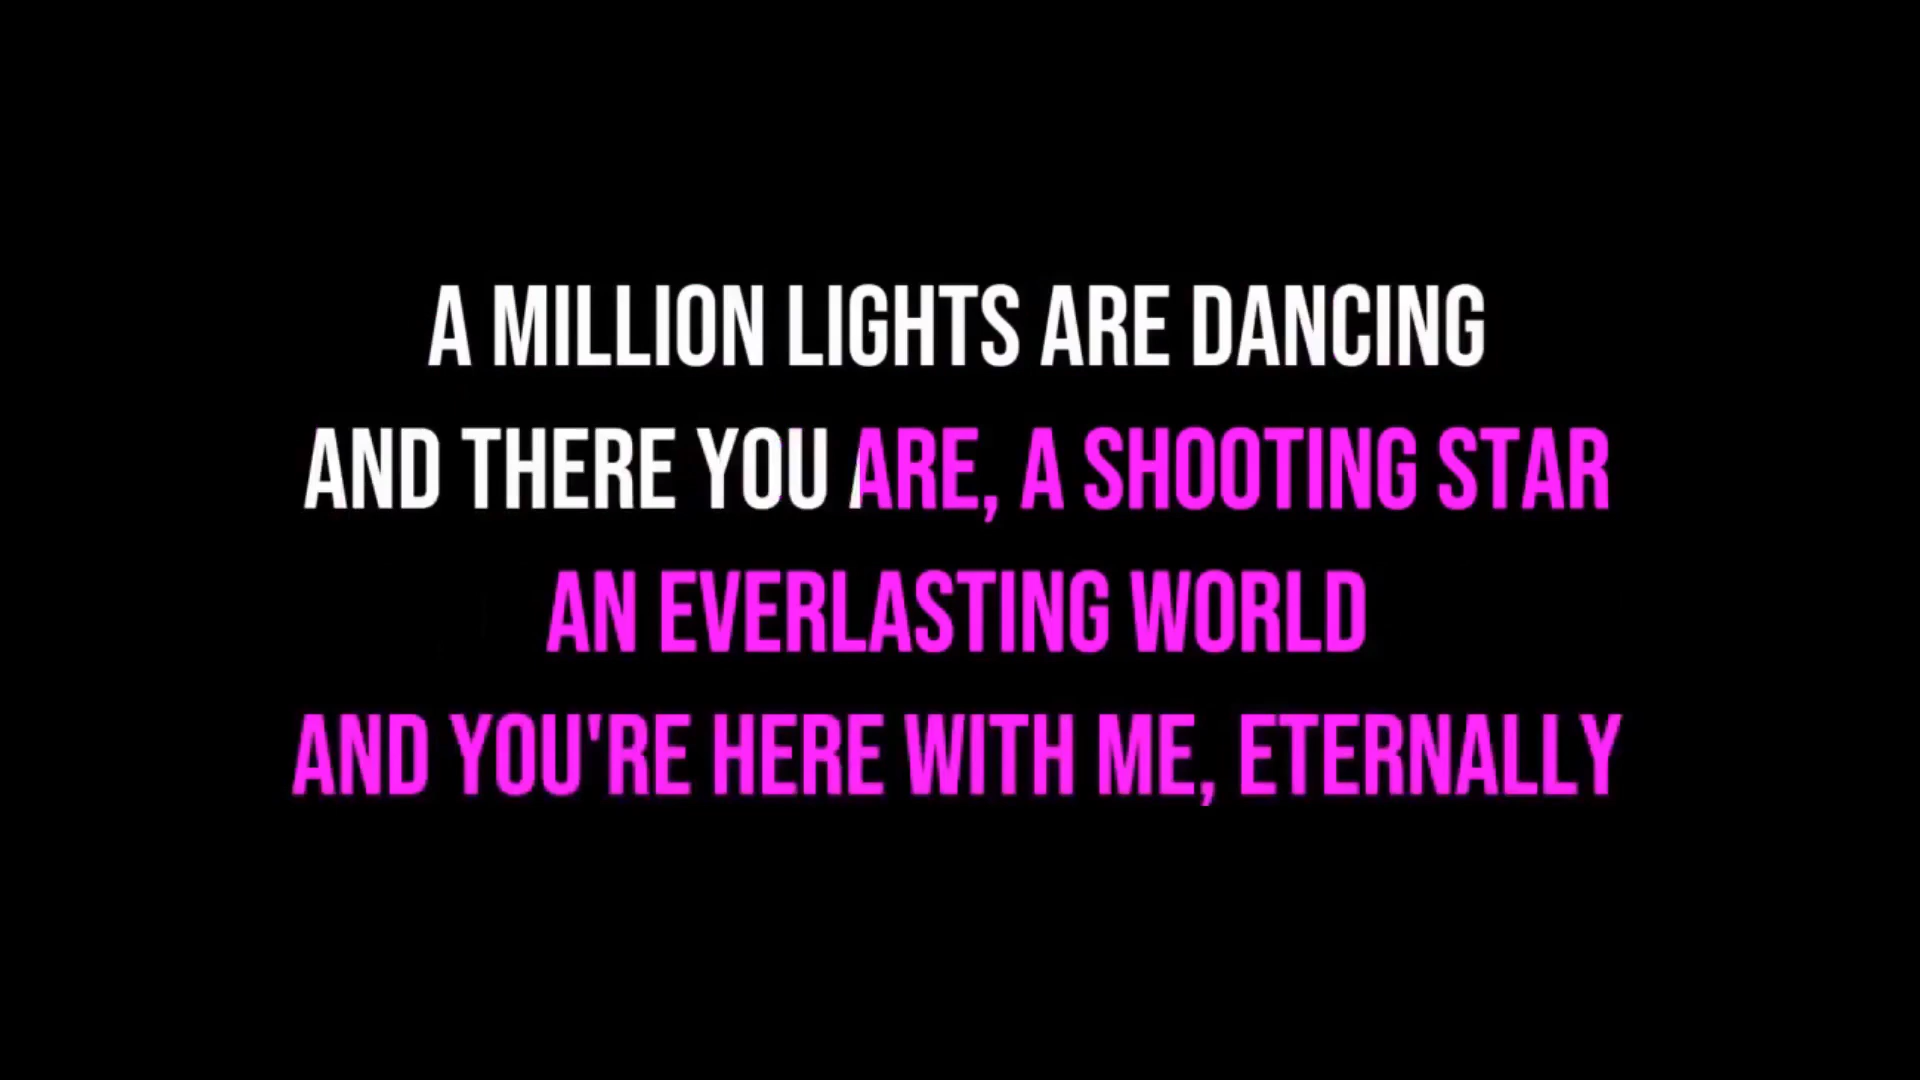 A MILLION LIGHTS ARE DANCING
AND THERE YOU ARE, A SHOOTING STAR
AN EVERLASTING WORLD
AND YOU'RE HERE WITH ME, ETERNALLY